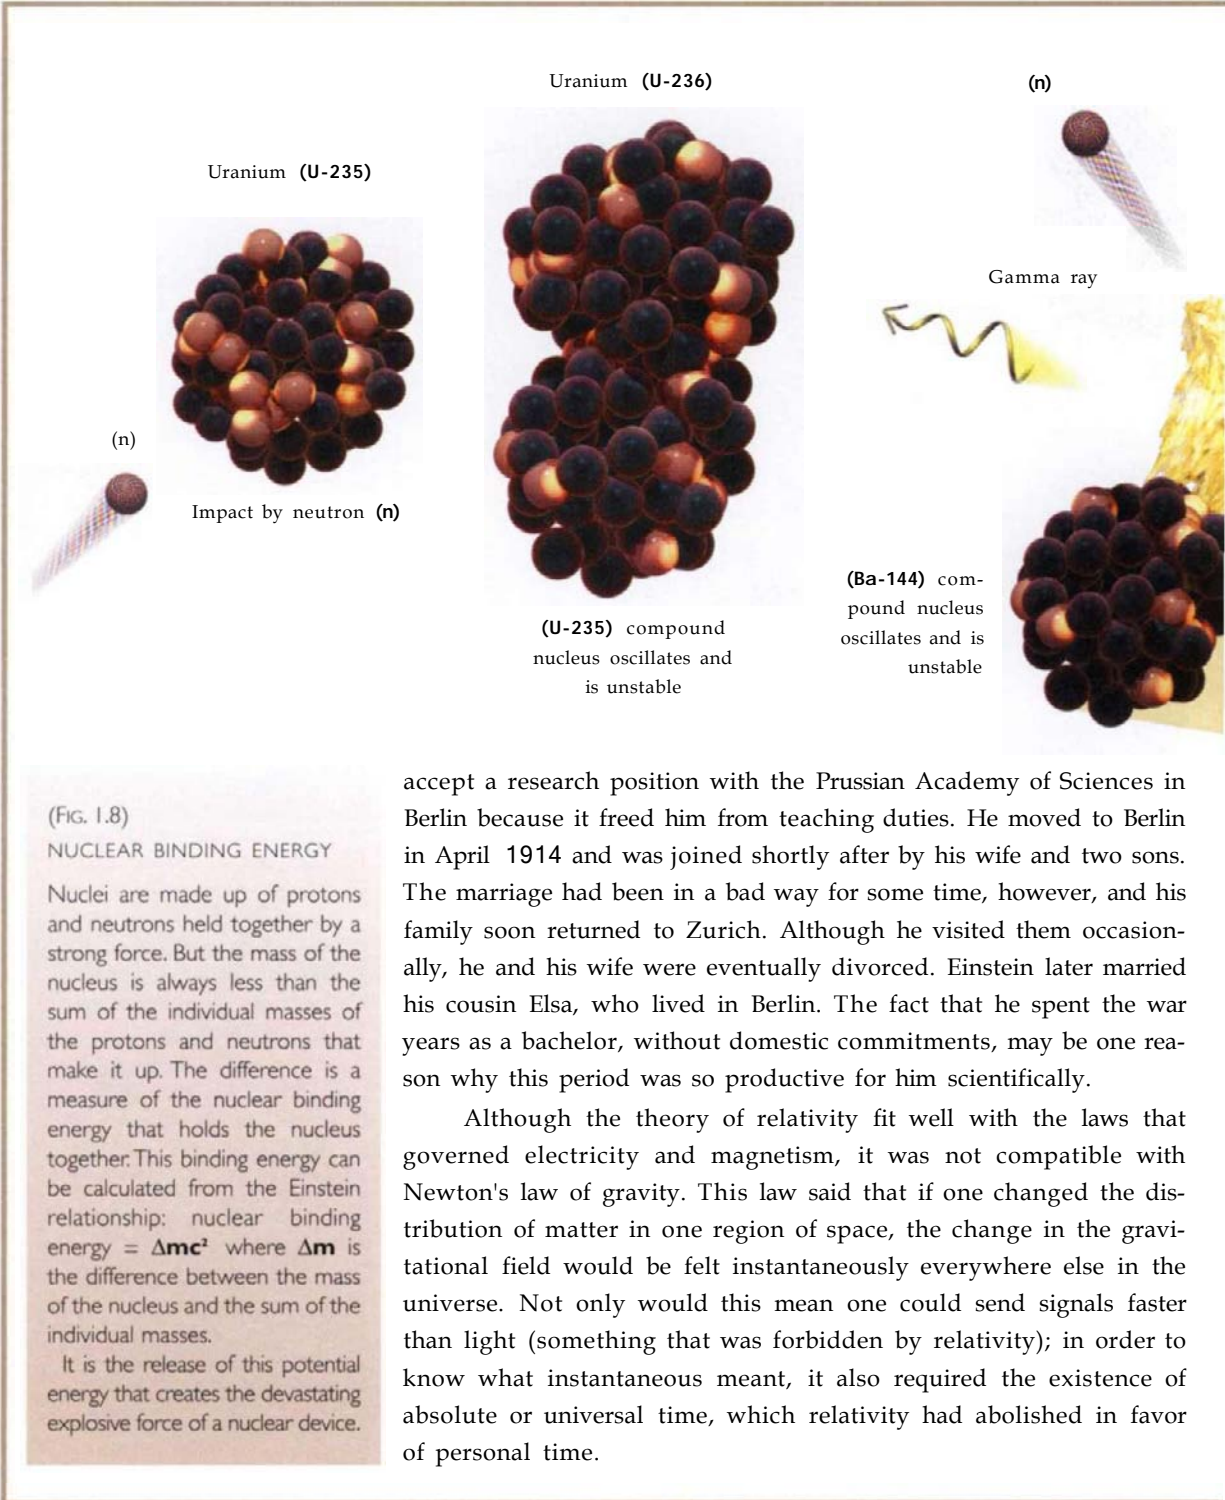 Uranium (U-236)
(n)
Uranium (U-235)
Gamma ray
(n)
Impact by neutron (n)
(Ba-144) com-
pound nucleus
oscillates and is
unstable
(U-235) compound
nucleus oscillates and
is unstable
(FIG. 1.8)
NUCLEAR BINDING ENERGY
Nuclei are made up of protons
and neutrons held together by a
strong force. But the mass of the
nucleus is always less than the
sum of the individual masses of
the protons and neutrons that
make it up. The difference is a
measure of the nuclear binding
energy that holds the nucleus
together. This binding energy can
be calculated from the Einstein
relationship: nuclear binding
energy = Δmc² where Δm is
the difference between the mass
of the nucleus and the sum of the
individual masses.
It is the release of this potential
energy that creates the devastating
explosive force of a nuclear device.
accept a research position with the Prussian Academy of Sciences in
Berlin because it freed him from teaching duties. He moved to Berlin
in April 1914 and was joined shortly after by his wife and two sons.
The marriage had been in a bad way for some time, however, and his
family soon returned to Zurich. Although he visited them occasion-
ally, he and his wife were eventually divorced. Einstein later married
his cousin Elsa, who lived in Berlin. The fact that he spent the war
years as a bachelor, without domestic commitments, may be one rea-
son why this period was so productive for him scientifically.
Although the theory of relativity fit well with the laws that
governed electricity and magnetism, it was not compatible with
Newton's law of gravity. This law said that if one changed the dis-
tribution of matter in one region of space, the change in the gravi-
tational field would be felt instantaneously everywhere else in the
universe. Not only would this mean one could send signals faster
than light (something that was forbidden by relativity); in order to
know what instantaneous meant, it also required the existence of
absolute or universal time, which relativity had abolished in favor
of personal time.